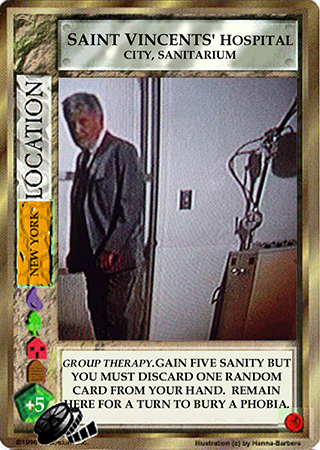 SAINT VINCENTS' HOSPITAL
CITY, SANITARIUM
LOCATION
NEW YORK
GROUP THERAPY.GAIN FIVE SANITY BUT
YOU MUST DISCARD ONE RANDOM
CARD FROM YOUR HAND. REMAIN
HERE FOR A TURN TO BURY A PHOBIA.
+5
Illustration (c) by Hanna-Barbera